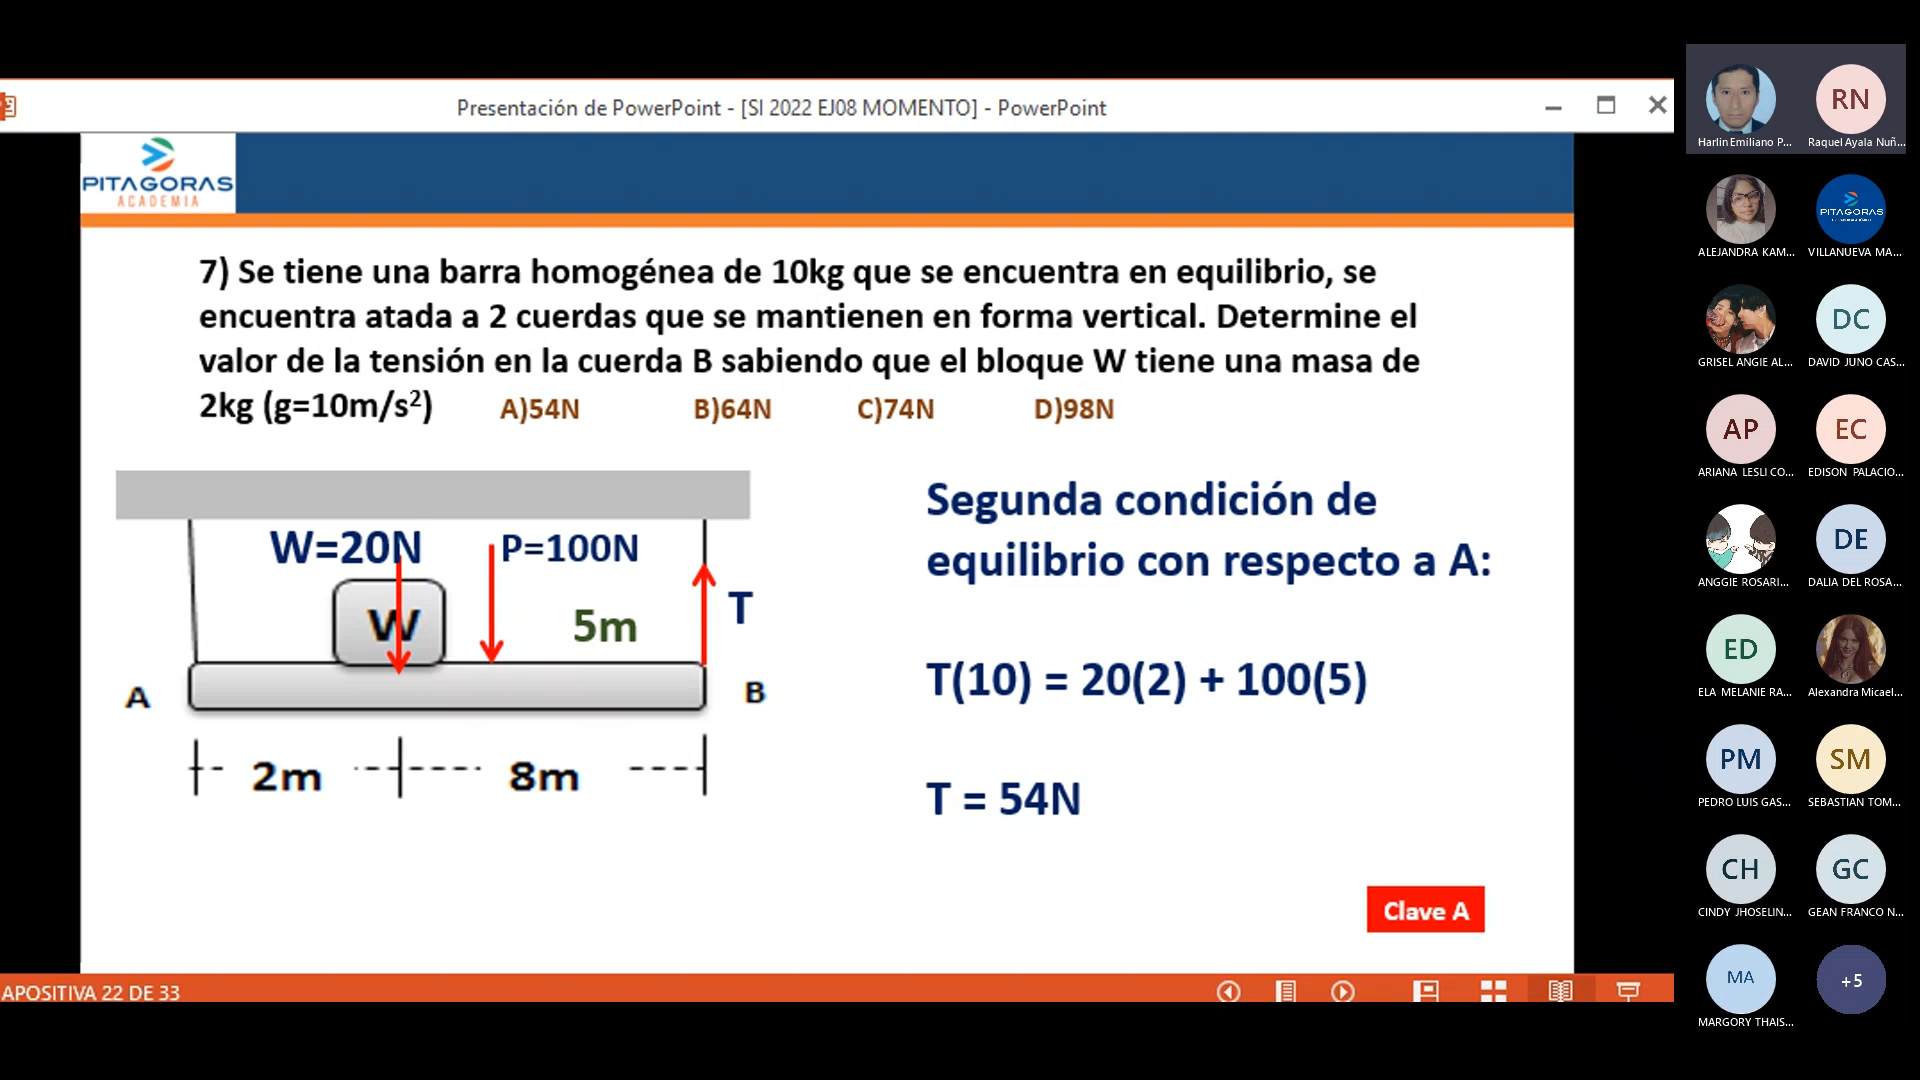 Presentación de PowerPoint - [SI 2022 EJ08 MOMENTO] - PowerPoint
PITAGORAS
ACADEMIA
7) Se tiene una barra homogénea de 10kg que se encuentra en equilibrio, se
encuentra atada a 2 cuerdas que se mantienen en forma vertical. Determine el
valor de la tensión en la cuerda B sabiendo que el bloque W tiene una masa de
2kg (g=10m/s²) A)54N B)64N C)74N D)98N
W=20N P=100N
W 5m T
A B
2m 8m
Segunda condición de
equilibrio con respecto a A:
T(10) = 20(2) + 100(5)
T = 54N
Clave A
APOSITIVA 22 DE 33
RN
Harlin Emiliano P... Raquel Ayala Nuñ...
PITAGORAS
ALEJANDRA KAM... VILLANUEVA MA...
DC
GRISEL ANGIE AL... DAVID JUNO CAS...
AP EC
ARIANA LESLI CO... EDISON PALACIO...
DE
ANGGIE ROSARI... DALIA DEL ROSA...
ED
ELA MELANIE RA... Alexandra Micael...
PM SM
PEDRO LUIS GAS... SEBASTIAN TOM...
CH GC
CINDY JHOSELIN... GEAN FRANCO N...
MA +5
MARGORY THAIS...